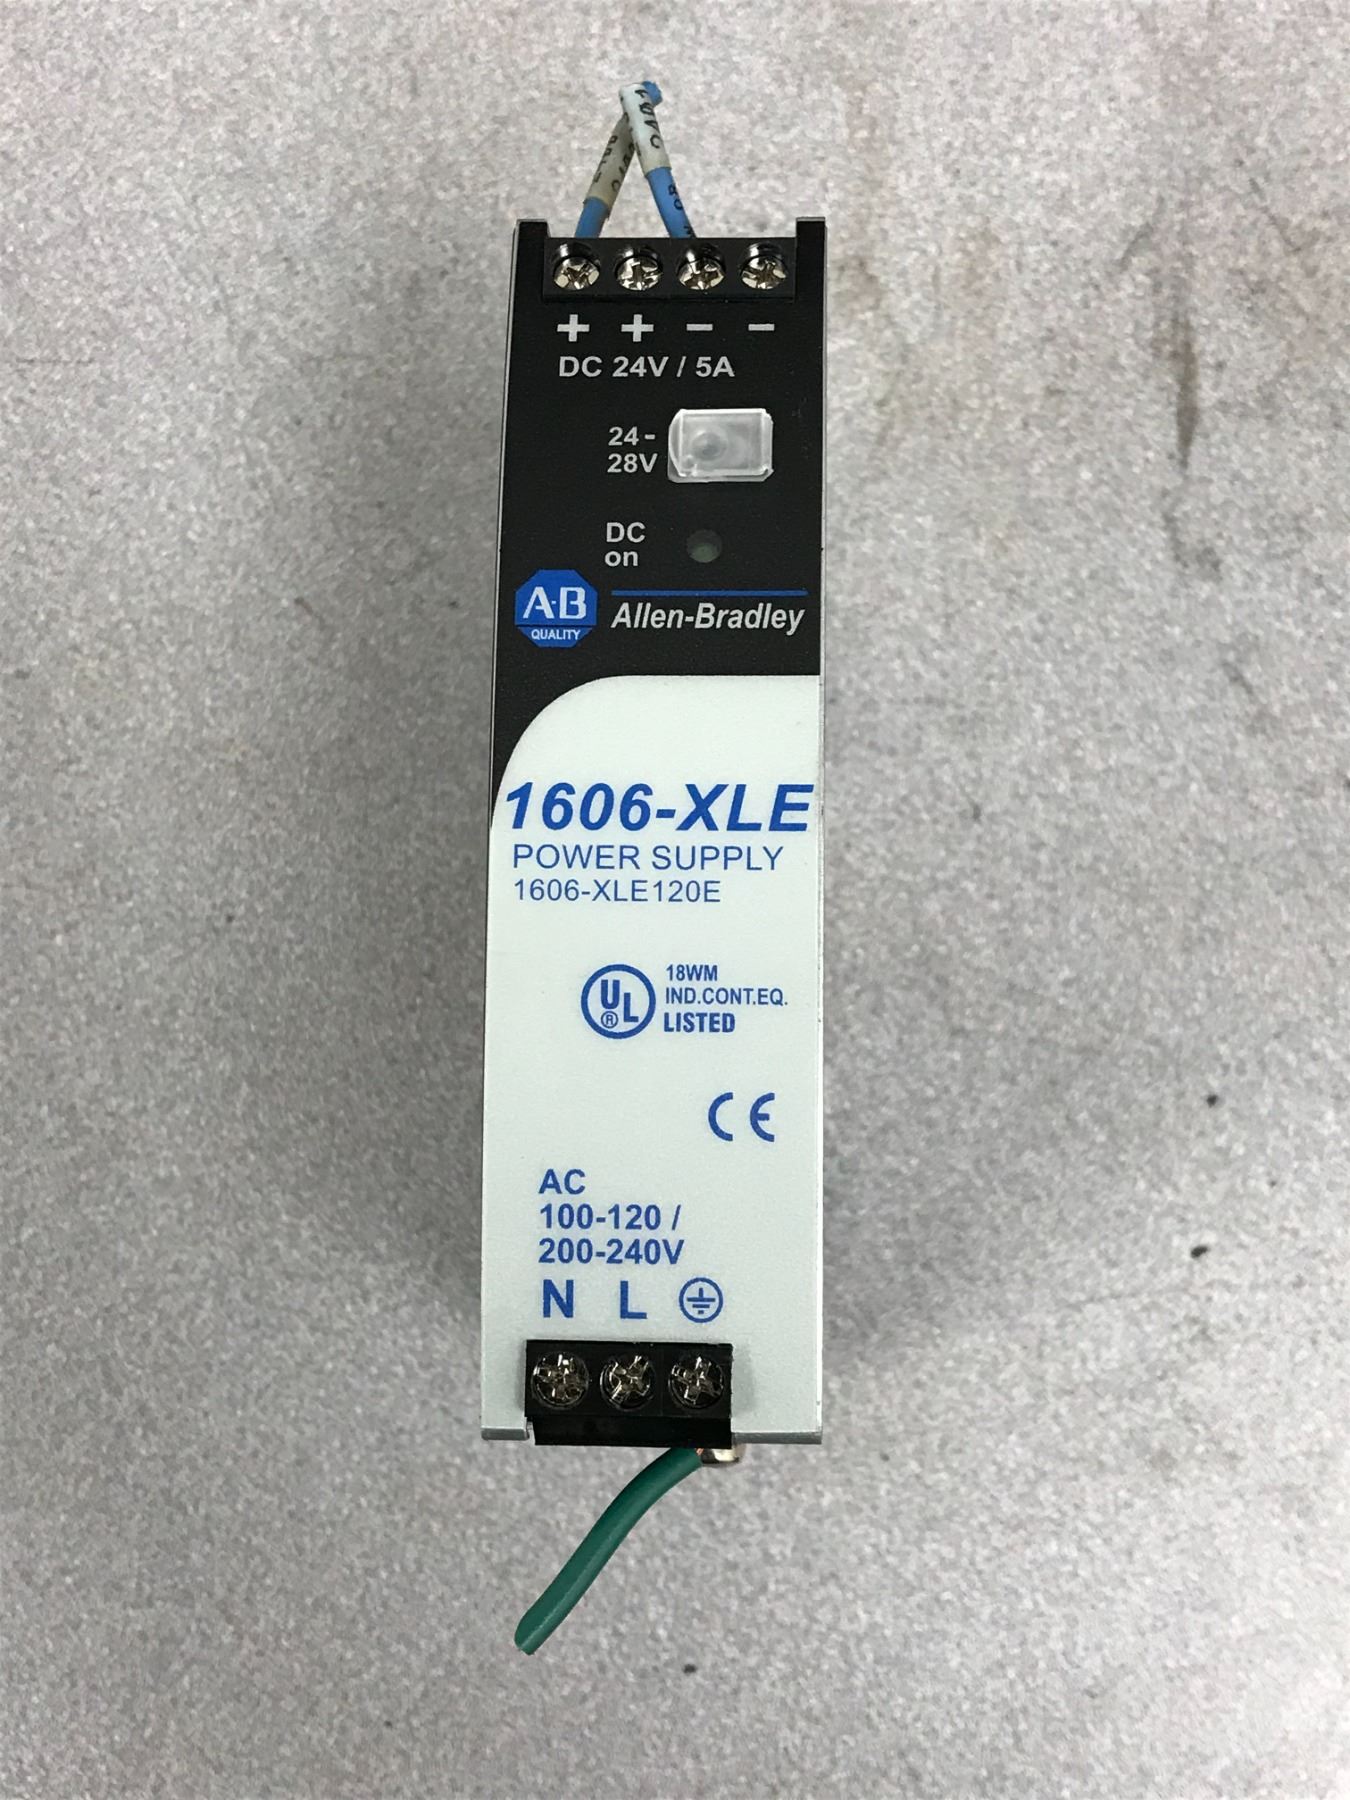 + + − −
DC 24V / 5A
24-
28V
DC
on
A-B
QUALITY
Allen-Bradley
1606-XLE
POWER SUPPLY
1606-XLE120E
UL
®
18WM
IND.CONT.EQ.
LISTED
CE
AC
100-120 /
200-240V
N L